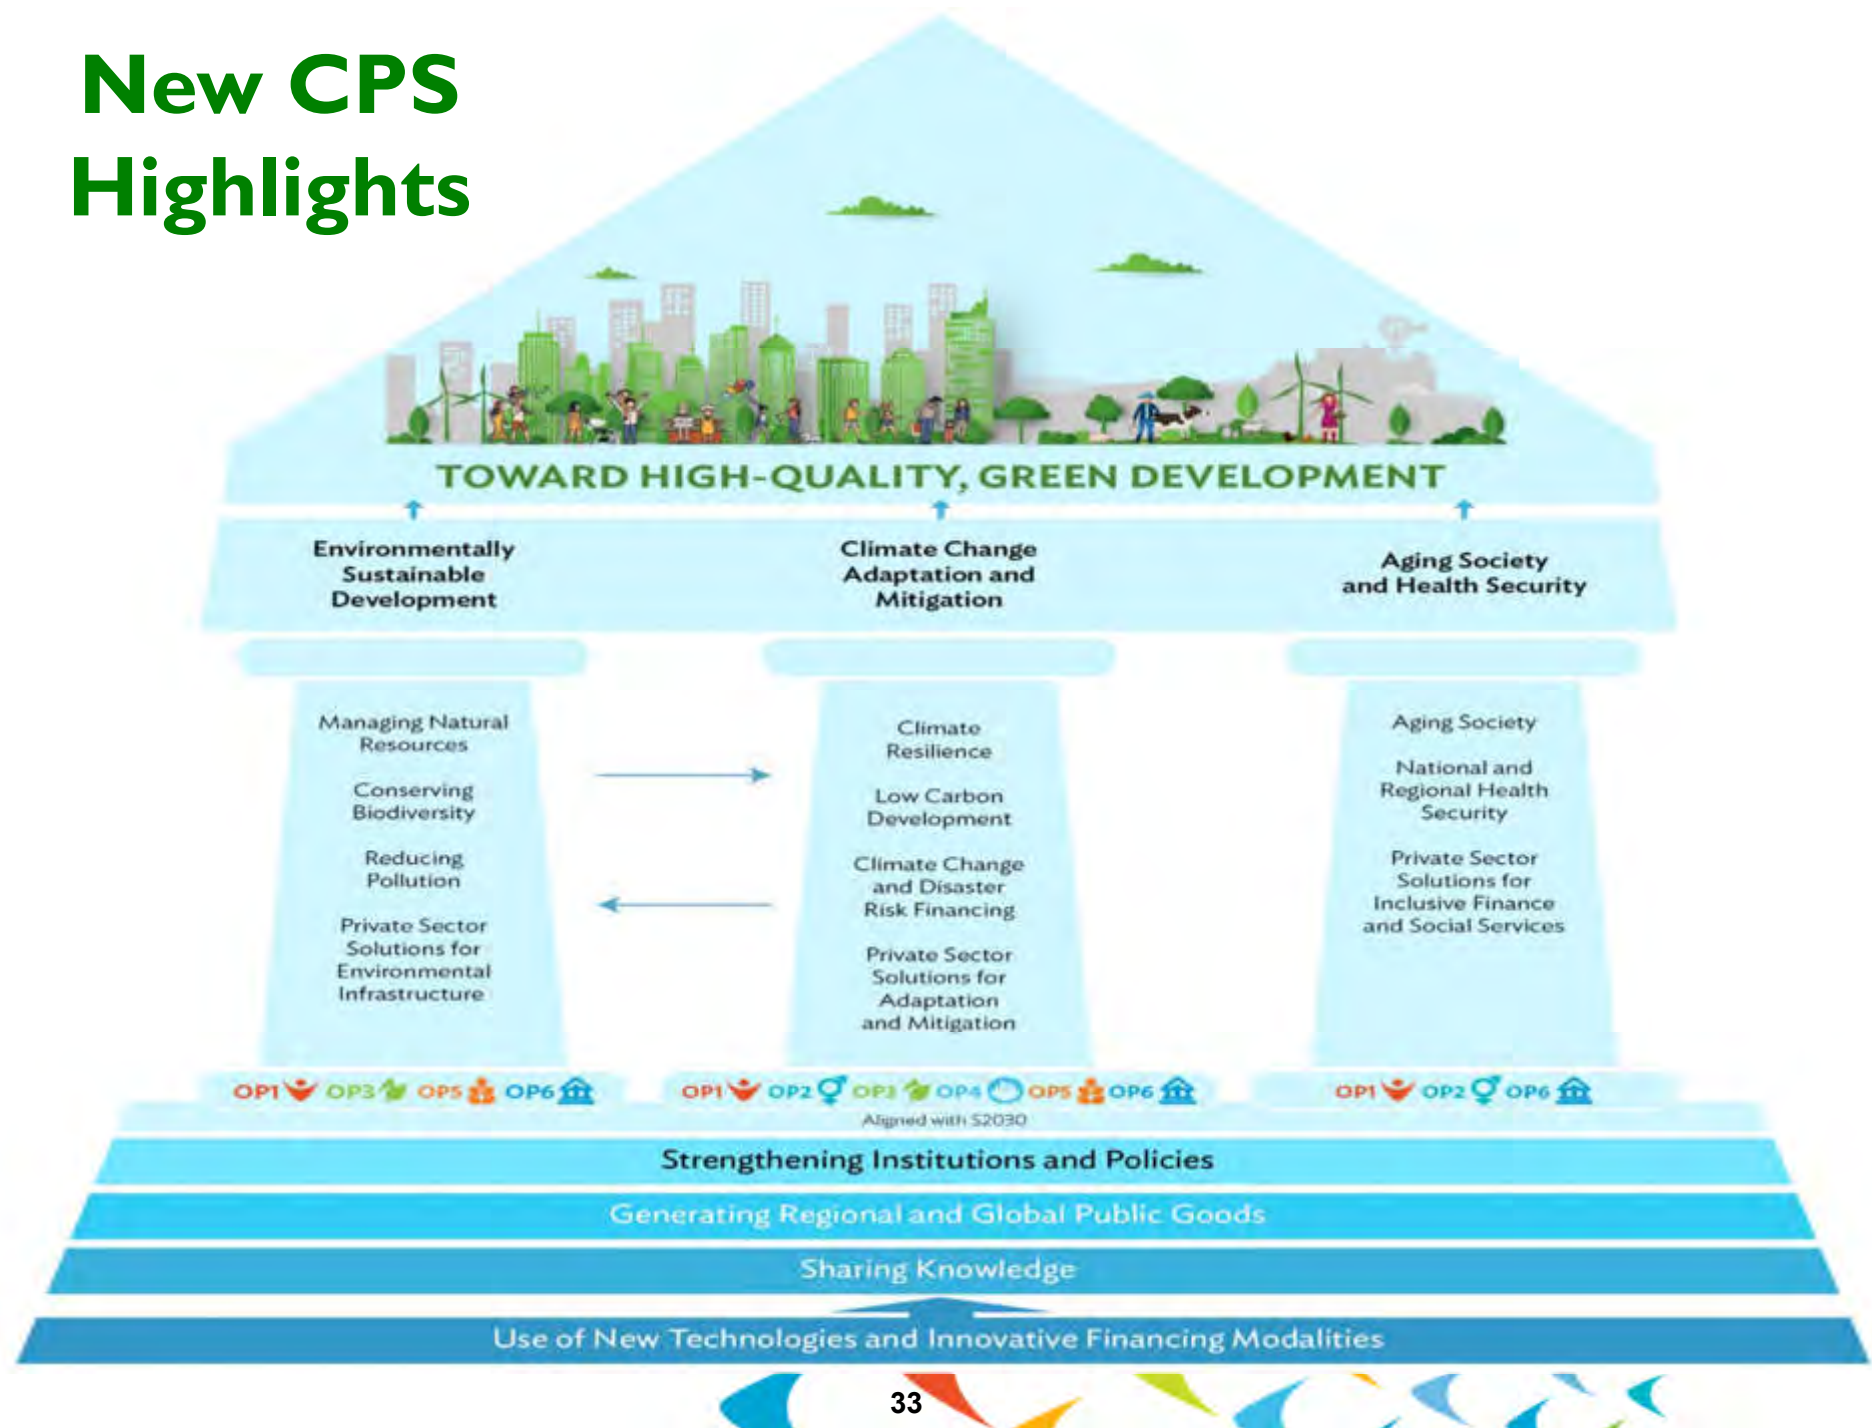 New CPS
Highlights
TOWARD HIGH-QUALITY, GREEN DEVELOPMENT
Environmentally
Sustainable
Development
Climate Change
Adaptation and
Mitigation
Aging Society
and Health Security
Managing Natural
Resources
Conserving
Biodiversity
Reducing
Pollution
Private Sector
Solutions for
Environmental
Infrastructure
Climate
Resilience
Low Carbon
Development
Climate Change
and Disaster
Risk Financing
Private Sector
Solutions for
Adaptation
and Mitigation
Aging Society
National and
Regional Health
Security
Private Sector
Solutions for
Inclusive Finance
and Social Services
OP1 OP3 OP5 OP6
OP1 OP2 OP3 OP4 OP5 OP6
OP1 OP2 OP6
Aligned with S2030
Strengthening Institutions and Policies
Generating Regional and Global Public Goods
Sharing Knowledge
Use of New Technologies and Innovative Financing Modalities
33